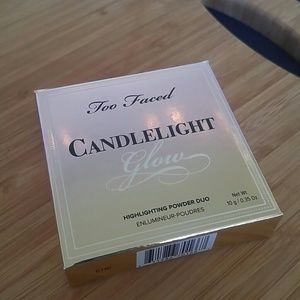 Too Faced
CANDLELIGHT
Glow
HIGHLIGHTING POWDER DUO
ENLUMINEUR-POUDRES
Net Wt.
10 g / 0.35 Oz.